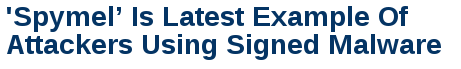 'Spymel’ Is Latest Example Of
Attackers Using Signed Malware